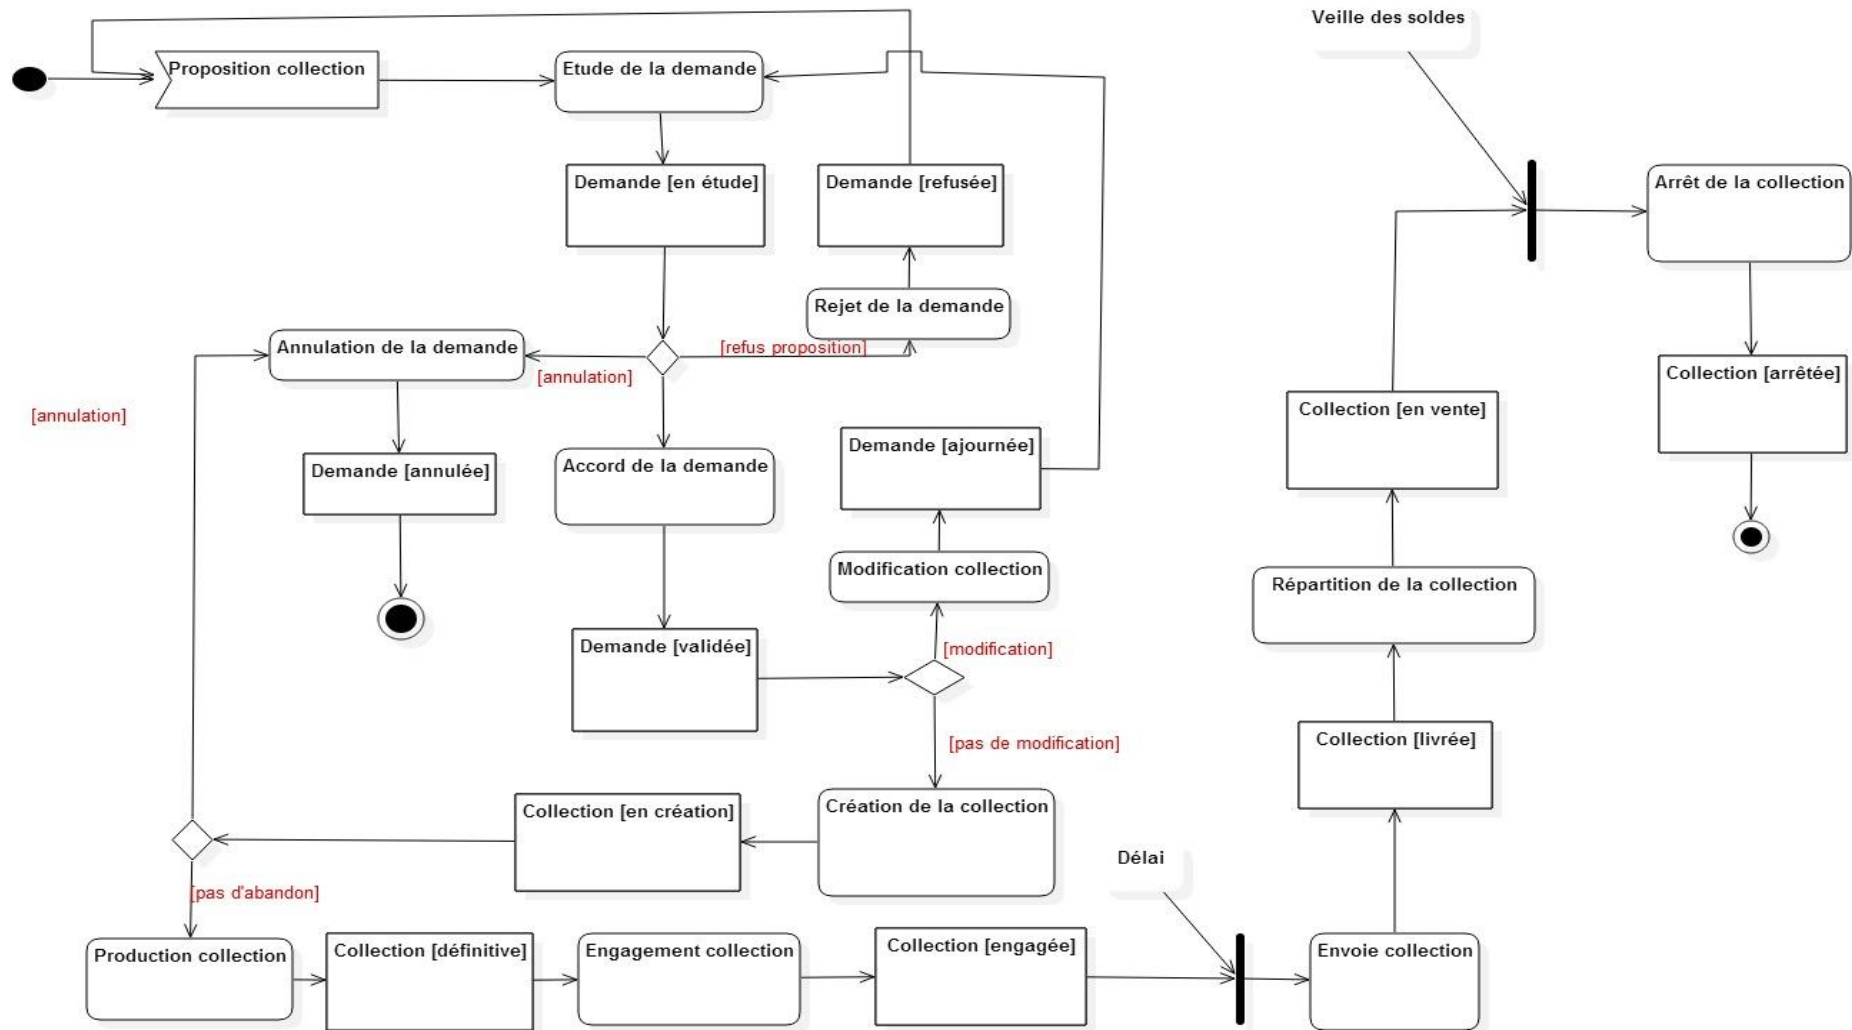 Veille des soldes
Proposition collection
Etude de la demande
Demande [en étude]
Demande [refusée]
Arrêt de la collection
Rejet de la demande
Annulation de la demande
[refus proposition]
[annulation]
[annulation]
Collection [arrêtée]
Collection [en vente]
Demande [ajournée]
Accord de la demande
Demande [annulée]
Modification collection
Répartition de la collection
Demande [validée]
[modification]
[pas de modification]
Collection [livrée]
Collection [en création]
Création de la collection
Délai
[pas d'abandon]
Production collection
Collection [définitive]
Engagement collection
Collection [engagée]
Envoie collection